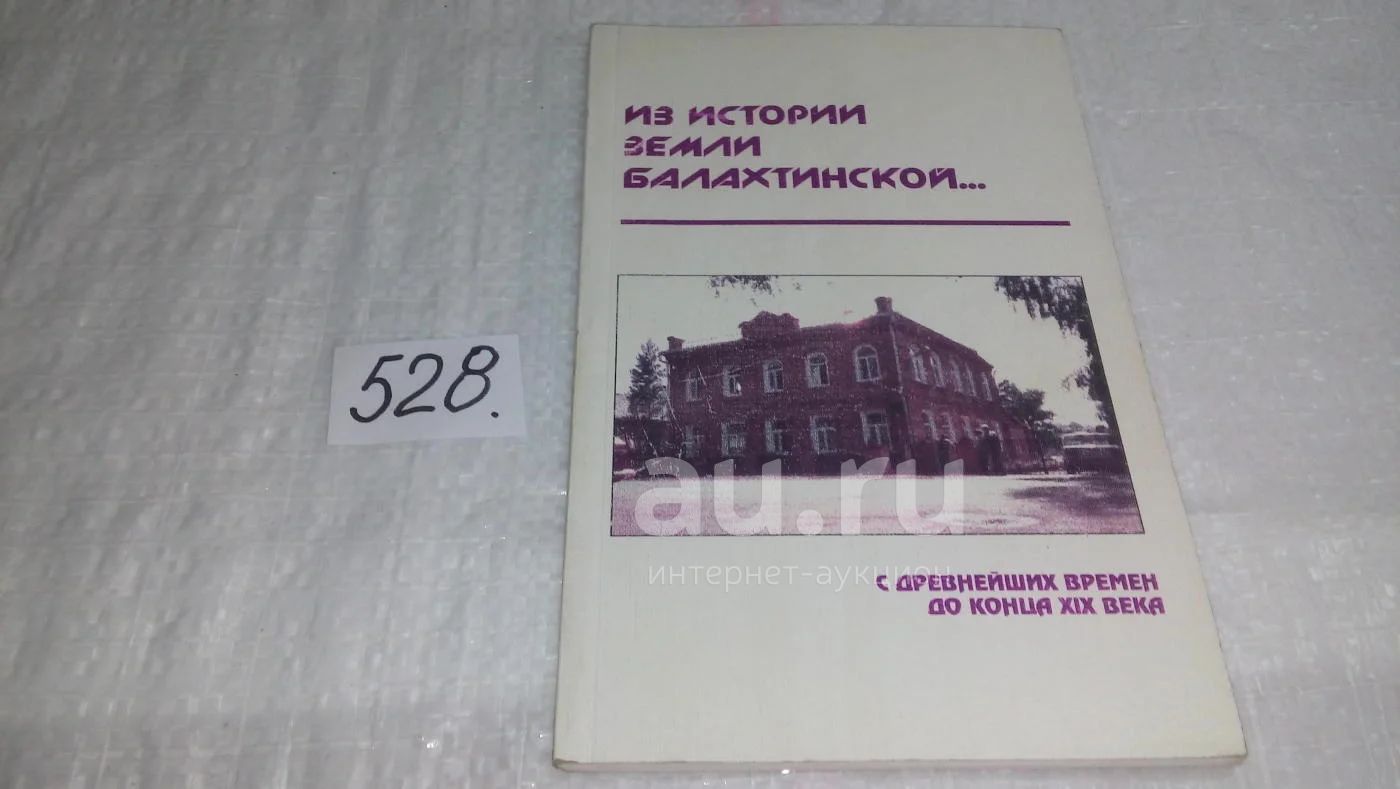 ИЗ ИСТОРИИ
ЗЕМЛИ
БАЛАХТИНСКОЙ...
528.
au.ru
интернет-аукцион
С ДРЕВНЕЙШИХ ВРЕМЕН
ДО КОНЦА XIX ВЕКА